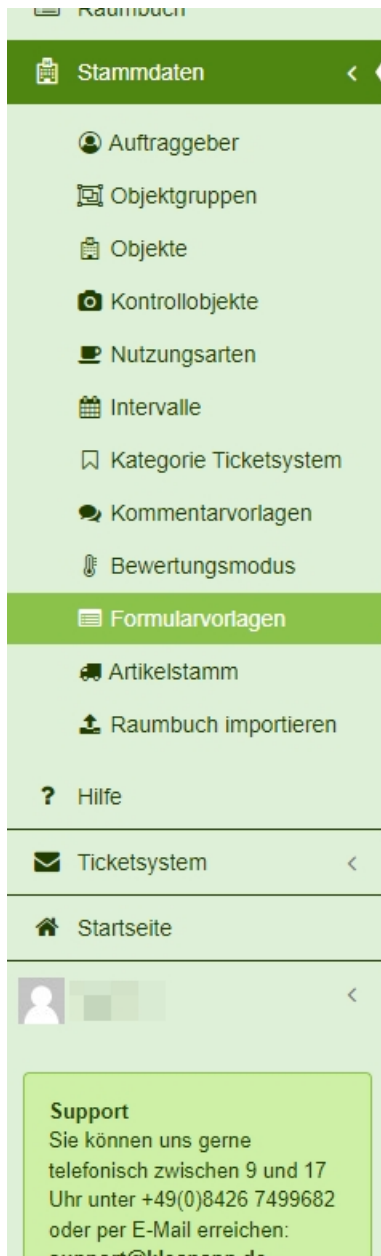 Raumbuch
Stammdaten
Auftraggeber
Objektgruppen
Objekte
Kontrollobjekte
Nutzungsarten
Intervalle
Kategorie Ticketsystem
Kommentarvorlagen
Bewertungsmodus
Formularvorlagen
Artikelstamm
Raumbuch importieren
? Hilfe
Ticketsystem
Startseite
Support
Sie können uns gerne
telefonisch zwischen 9 und 17
Uhr unter +49(0)8426 7499682
oder per E-Mail erreichen: